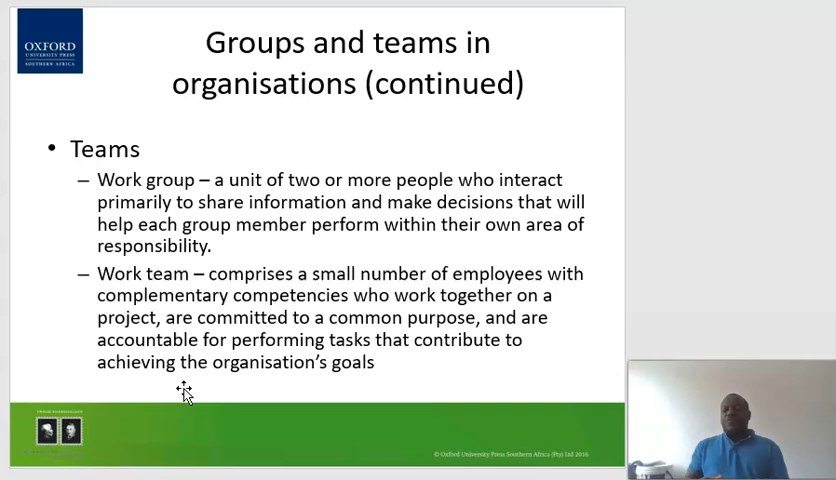 OXFORD
UNIVERSITY PRESS
SOUTHERN AFRICA
Groups and teams in
organisations (continued)
• Teams
– Work group – a unit of two or more people who interact
primarily to share information and make decisions that will
help each group member perform within their own area of
responsibility.
– Work team – comprises a small number of employees with
complementary competencies who work together on a
project, are committed to a common purpose, and are
accountable for performing tasks that contribute to
achieving the organisation’s goals
© Oxford University Press Southern Africa (Pty) Ltd 2016